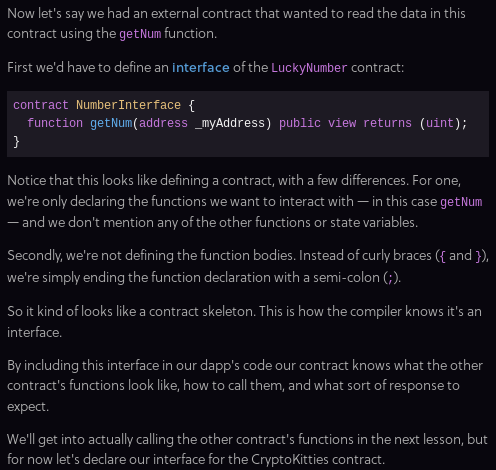 Now let's say we had an external contract that wanted to read the data in this
contract using the getNum function.
First we'd have to define an interface of the LuckyNumber contract:
contract NumberInterface {
  function getNum(address _myAddress) public view returns (uint);
}
Notice that this looks like defining a contract, with a few differences. For one,
we're only declaring the functions we want to interact with — in this case getNum
— and we don't mention any of the other functions or state variables.
Secondly, we're not defining the function bodies. Instead of curly braces ({ and }),
we're simply ending the function declaration with a semi-colon (;).
So it kind of looks like a contract skeleton. This is how the compiler knows it's an
interface.
By including this interface in our dapp's code our contract knows what the other
contract's functions look like, how to call them, and what sort of response to
expect.
We'll get into actually calling the other contract's functions in the next lesson, but
for now let's declare our interface for the CryptoKitties contract.